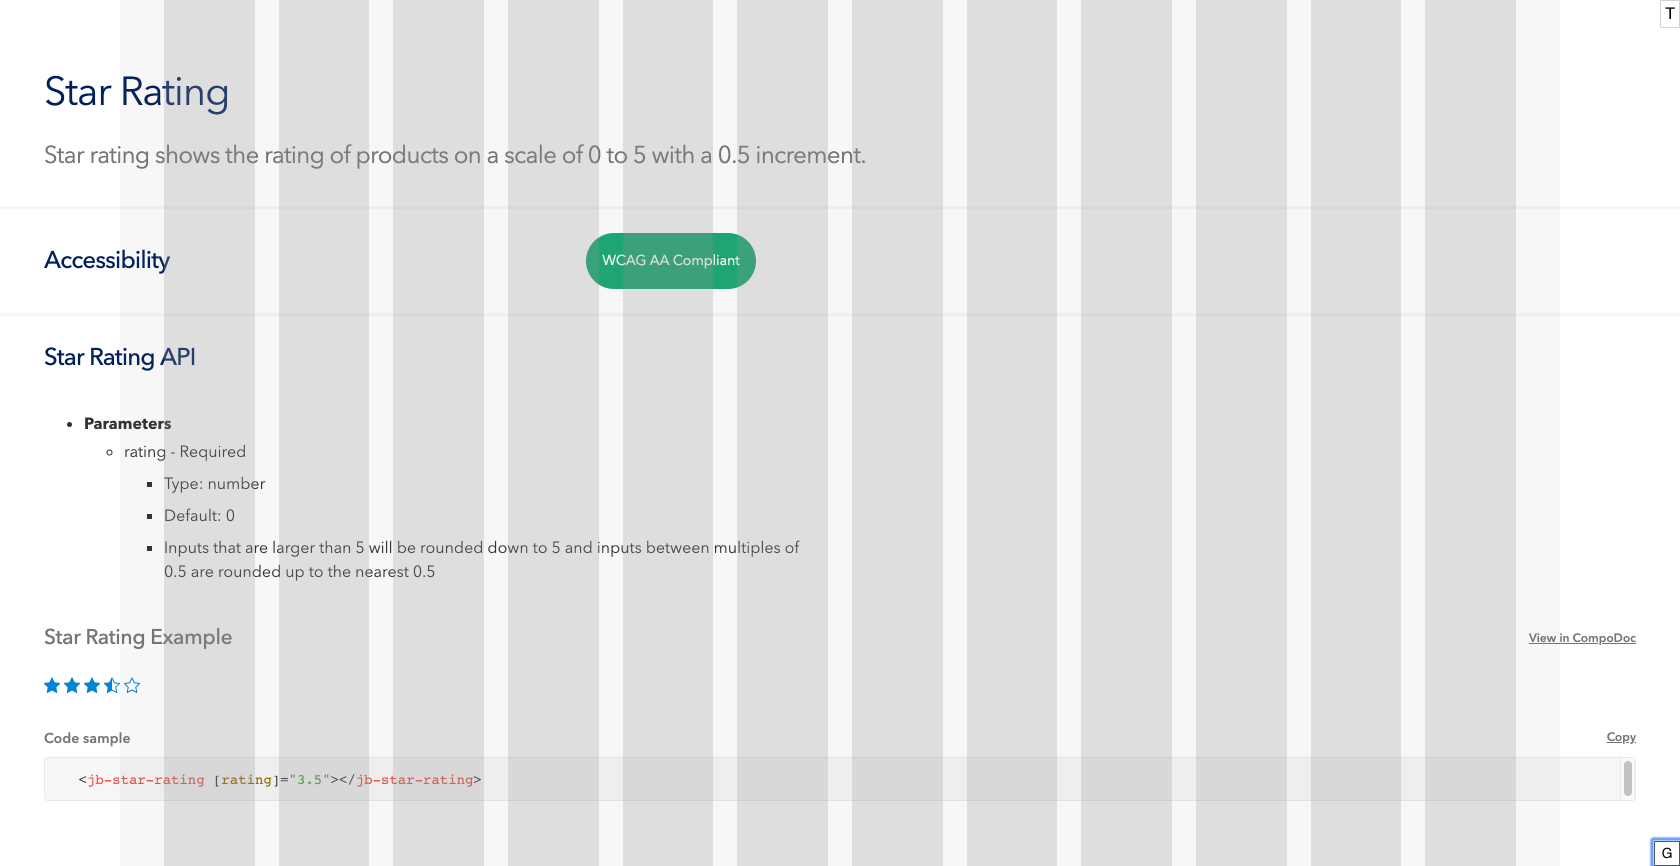 T
Star Rating
Star rating shows the rating of products on a scale of 0 to 5 with a 0.5 increment.
Accessibility
WCAG AA Compliant
Star Rating API
Parameters
rating - Required
Type: number
Default: 0
Inputs that are larger than 5 will be rounded down to 5 and inputs between multiples of
0.5 are rounded up to the nearest 0.5
Star Rating Example
View in CompoDoc
Code sample
Copy
<jb-star-rating [rating]="3.5"></jb-star-rating>
G